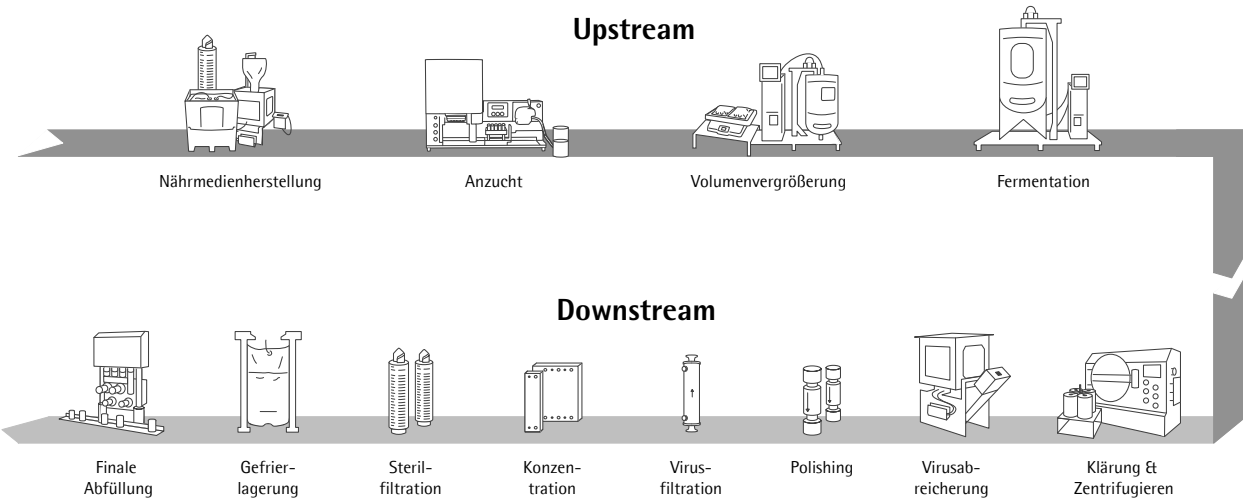 Upstream
Nährmedienherstellung
Anzucht
Volumenvergrößerung
Fermentation
Downstream
Finale
Abfüllung
Gefrier-
lagerung
Steril-
filtration
Konzen-
tration
Virus-
filtration
Polishing
Virusab-
reicherung
Klärung &
Zentrifugieren